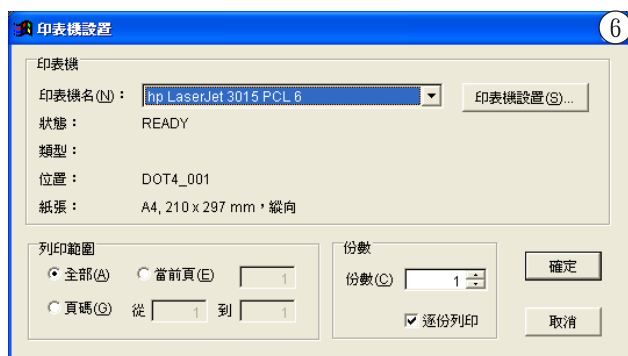 印表機設置
⑥
印表機
印表機名(N)： hp LaserJet 3015 PCL 6 印表機設置(S)...
狀態： READY
類型：
位置： DOT4_001
紙張： A4, 210 x 297 mm，縱向
列印範圍
全部(A) 當前頁(E) 1
頁碼(G) 從 1 到 1
份數
份數(C) 1
逐份列印
確定
取消